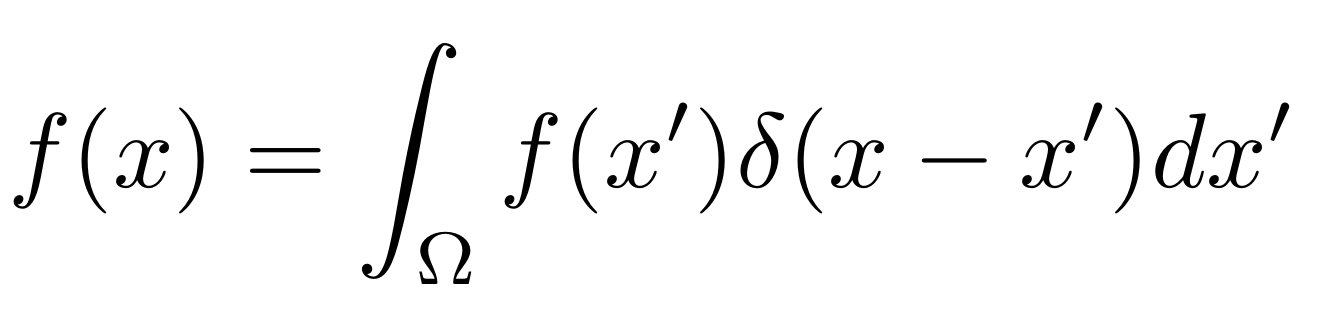 f(x) = ∫_Ω f(x′)δ(x − x′)dx′